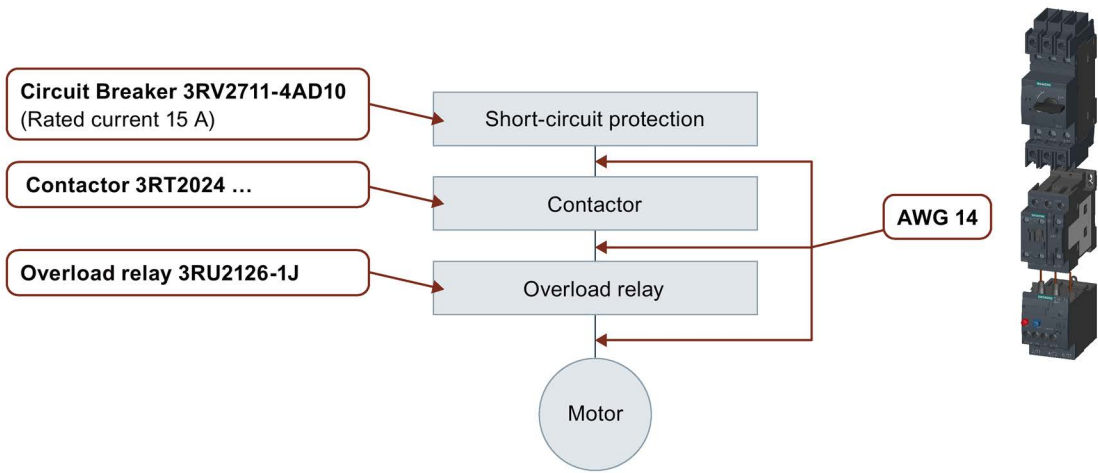 Circuit Breaker 3RV2711-4AD10
(Rated current 15 A)
Short-circuit protection
Contactor 3RT2024 ...
Contactor
AWG 14
Overload relay 3RU2126-1J
Overload relay
Motor